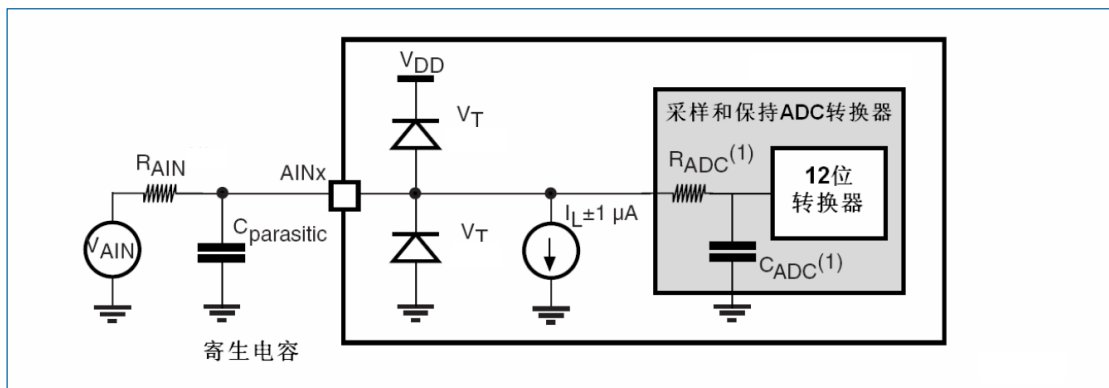 VDD
VT
采样和保持ADC转换器
RAIN
AINx
RADC(1)
12位
转换器
VAIN
Cparasitic
VT
IL±1 μA
CADC(1)
寄生电容